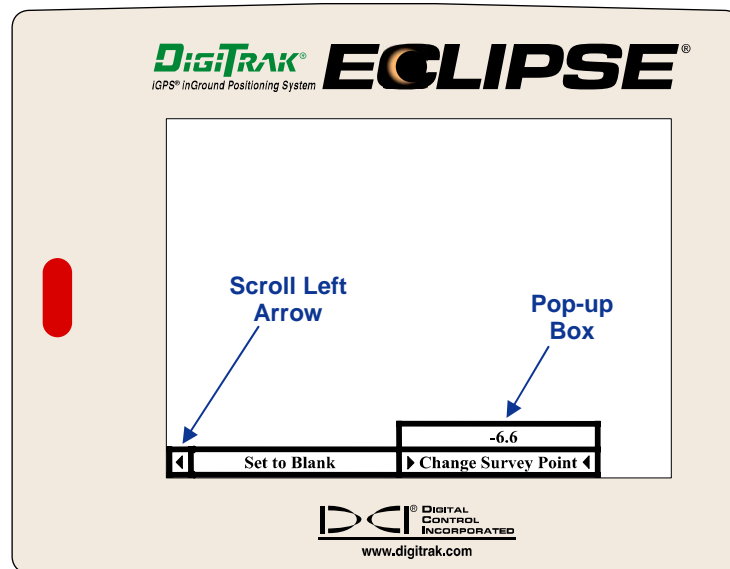 DIGITRAK® ECLIPSE®
iGPS® inGround Positioning System
Scroll Left
Arrow
Pop-up
Box
-6.6
Set to Blank
Change Survey Point
DCI® DIGITAL
CONTROL
INCORPORATED
www.digitrak.com